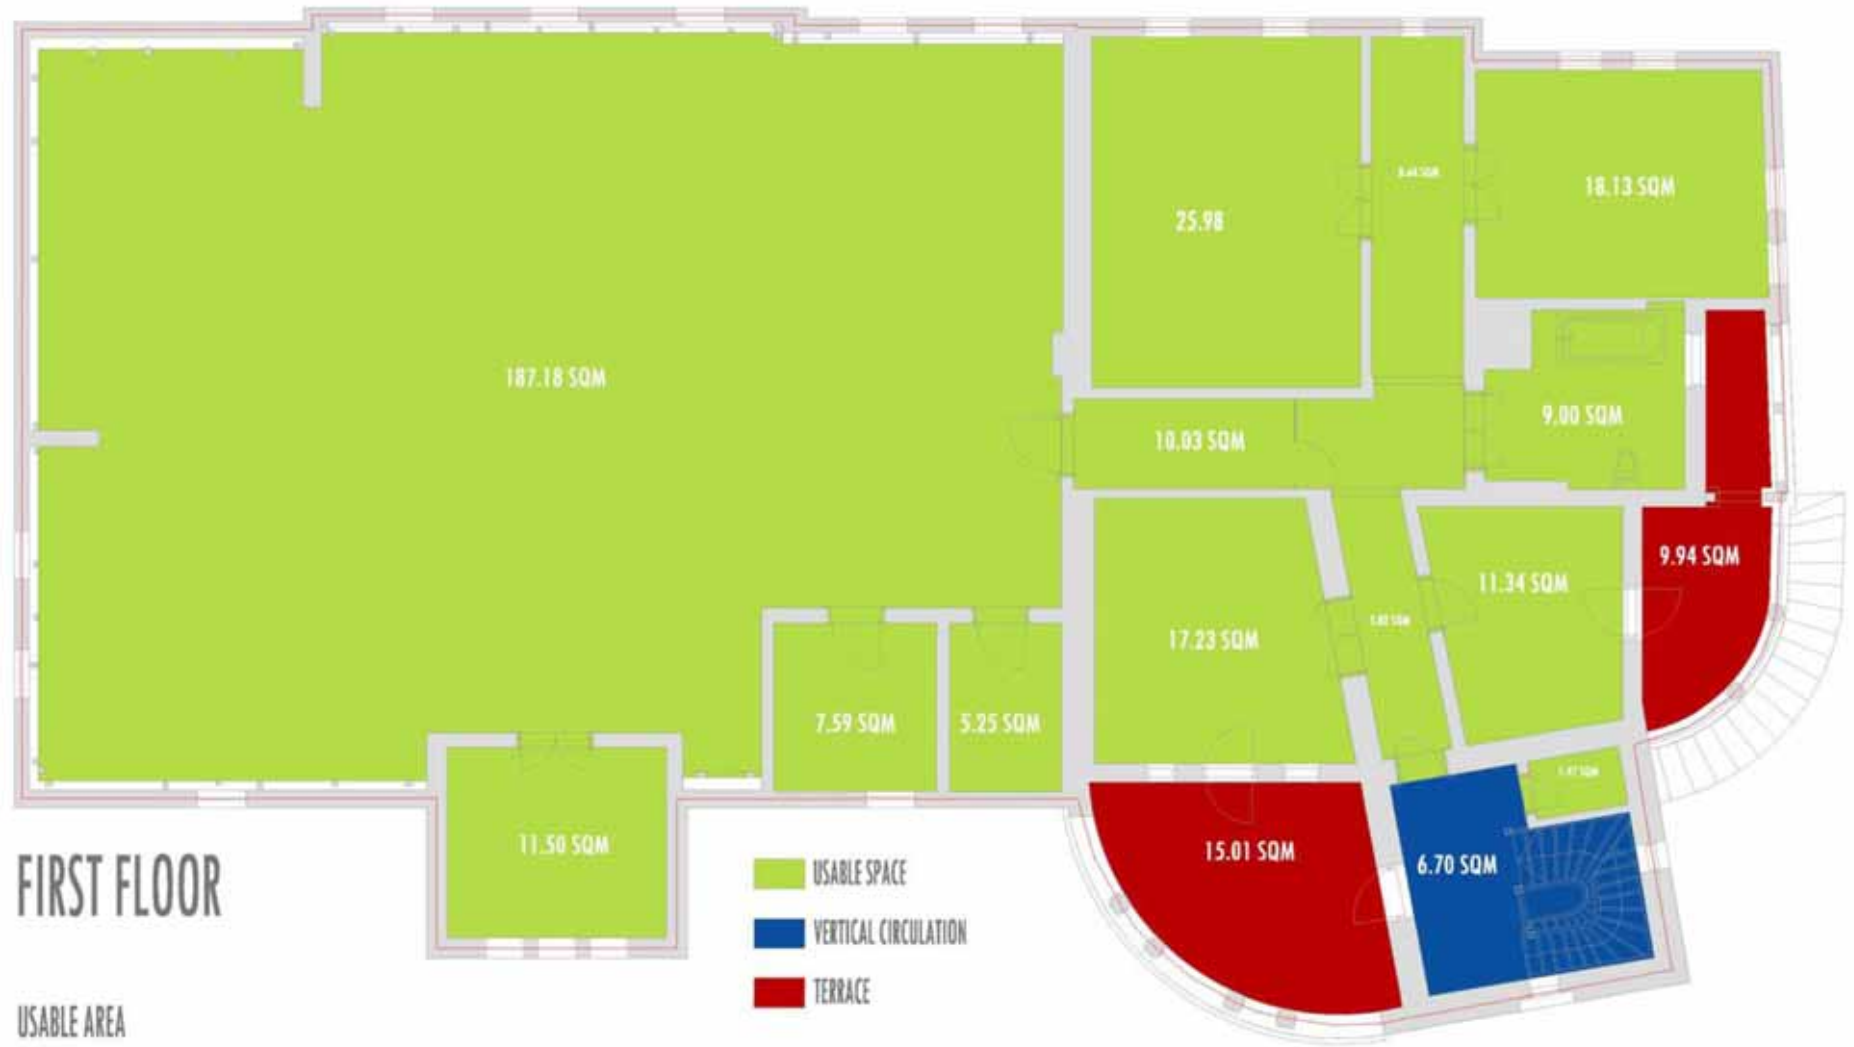 25.98
18.13 SQM
187.18 SQM
10.03 SQM
9.00 SQM
9.94 SQM
11.34 SQM
17.23 SQM
7.59 SQM
5.25 SQM
11.50 SQM
15.01 SQM
6.70 SQM
FIRST FLOOR
USABLE SPACE
VERTICAL CIRCULATION
TERRACE
USABLE AREA